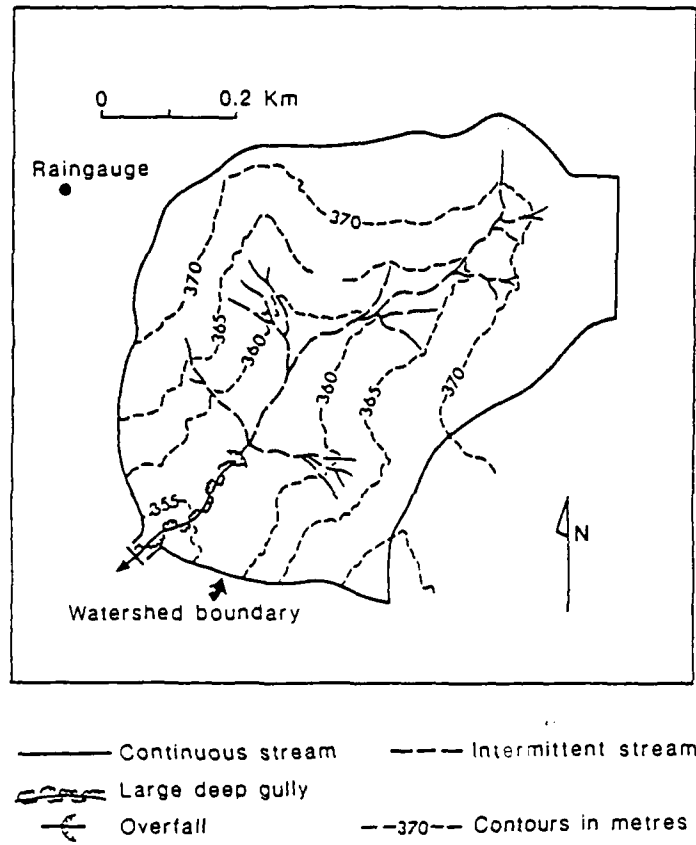 0 0.2 Km
Raingauge
370
370
365
360
360
365
370
355
N
Watershed boundary
Continuous stream
Intermittent stream
Large deep gully
Overfall
370 Contours in metres